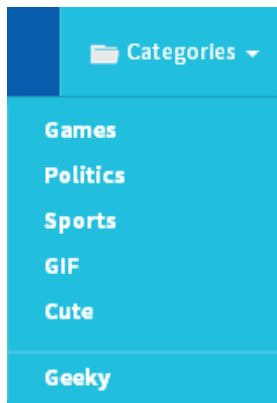 Categories
Games
Politics
Sports
GIF
Cute
Geeky